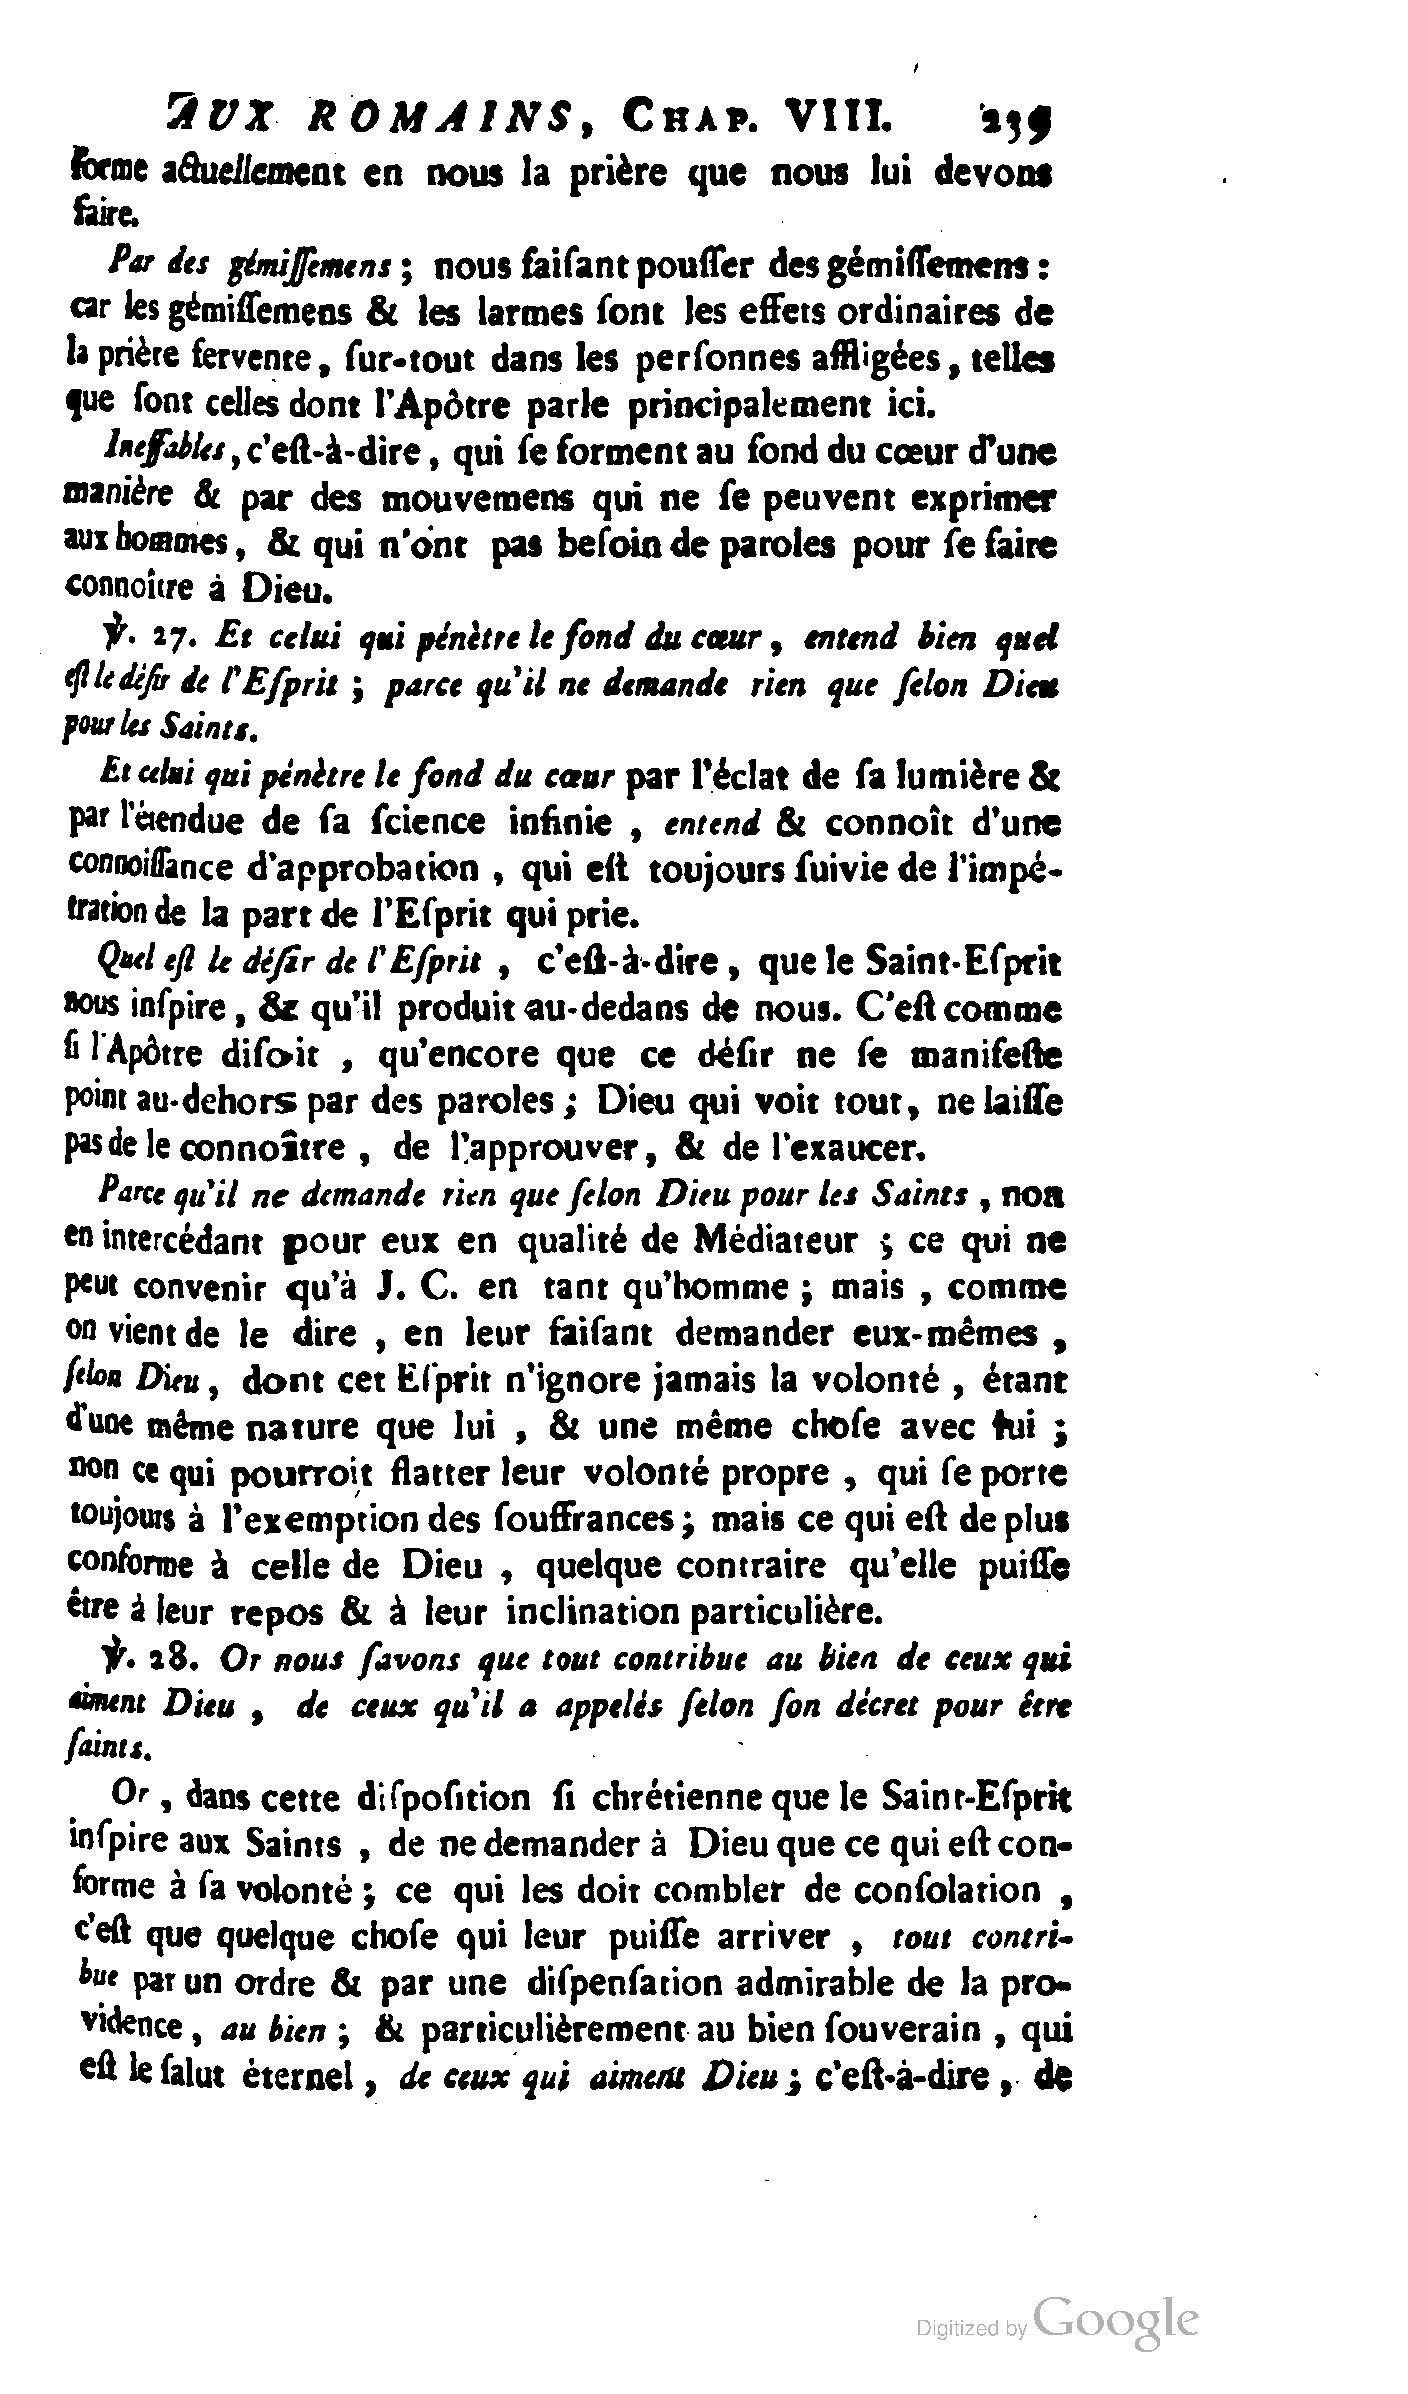 AUX ROMAINS, CHAP. VIII. 239
forme actuellement en nous la prière que nous lui devons
faire.
Par des gémiſſemens ; nous faiſant pouſſer des gémiſſemens :
car les gémiſſemens & les larmes ſont les effets ordinaires de
la prière fervente, ſur-tout dans les perſonnes affligées, telles
que ſont celles dont l'Apôtre parle principalement ici.
Ineffables, c'eſt-à-dire, qui ſe forment au fond du cœur d'une
manière & par des mouvemens qui ne ſe peuvent exprimer
aux hommes, & qui n'ont pas beſoin de paroles pour ſe faire
connoître à Dieu.
℣. 27. Et celui qui pénètre le fond du cœur, entend bien quel
eſt le déſir de l'Eſprit ; parce qu'il ne demande rien que ſelon Dieu
pour les Saints.
Et celui qui pénètre le fond du cœur par l'éclat de ſa lumière &
par l'étendue de ſa ſcience infinie, entend & connoît d'une
connoiſſance d'approbation, qui eſt toujours ſuivie de l'impé-
tration de la part de l'Eſprit qui prie.
Quel eſt le déſir de l'Eſprit, c'eſt-à-dire, que le Saint-Eſprit
nous inſpire, & qu'il produit au-dedans de nous. C'eſt comme
ſi l'Apôtre diſoit, qu'encore que ce déſir ne ſe manifeſte
point au-dehors par des paroles ; Dieu qui voit tout, ne laiſſe
pas de le connoître, de l'approuver, & de l'exaucer.
Parce qu'il ne demande rien que ſelon Dieu pour les Saints, non
en intercédant pour eux en qualité de Médiateur ; ce qui ne
peut convenir qu'à J. C. en tant qu'homme ; mais, comme
on vient de le dire, en leur faiſant demander eux-mêmes,
ſelon Dieu, dont cet Eſprit n'ignore jamais la volonté, étant
d'une même nature que lui, & une même choſe avec lui ;
non ce qui pourroit flatter leur volonté propre, qui ſe porte
toujours à l'exemption des ſouffrances ; mais ce qui eſt de plus
conforme à celle de Dieu, quelque contraire qu'elle puiſſe
être à leur repos & à leur inclination particulière.
℣. 28. Or nous ſavons que tout contribue au bien de ceux qui
aiment Dieu, de ceux qu'il a appelés ſelon ſon décret pour être
ſaints.
Or, dans cette diſpoſition ſi chrétienne que le Saint-Eſprit
inſpire aux Saints, de ne demander à Dieu que ce qui eſt con-
forme à ſa volonté ; ce qui les doit combler de conſolation,
c'eſt que quelque choſe qui leur puiſſe arriver, tout contri-
bue par un ordre & par une diſpenſation admirable de la pro-
vidence, au bien ; & particulièrement au bien ſouverain, qui
eſt le ſalut éternel, de ceux qui aiment Dieu ; c'eſt-à-dire, de
Digitized by Google